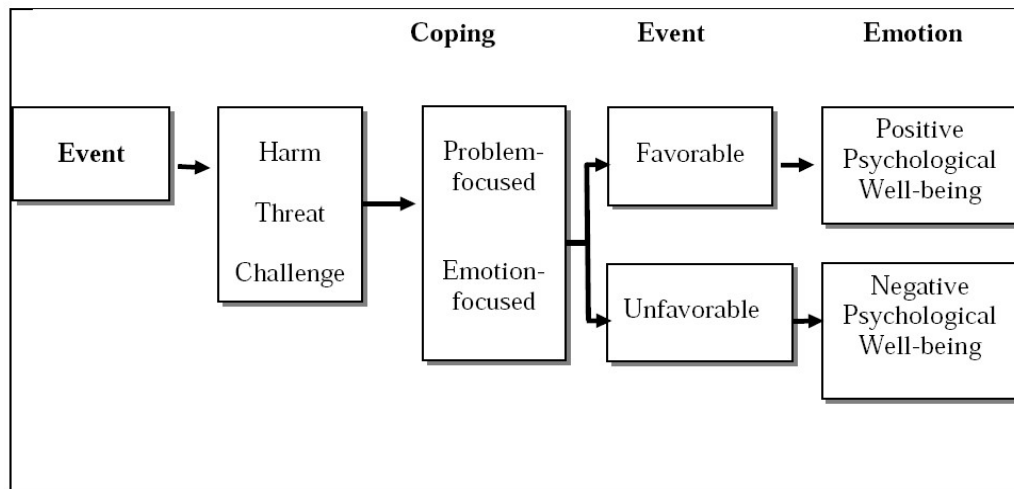 Coping Event Emotion
Event
Harm
Threat
Challenge
Problem-
focused
Emotion-
focused
Favorable
Unfavorable
Positive
Psychological
Well-being
Negative
Psychological
Well-being